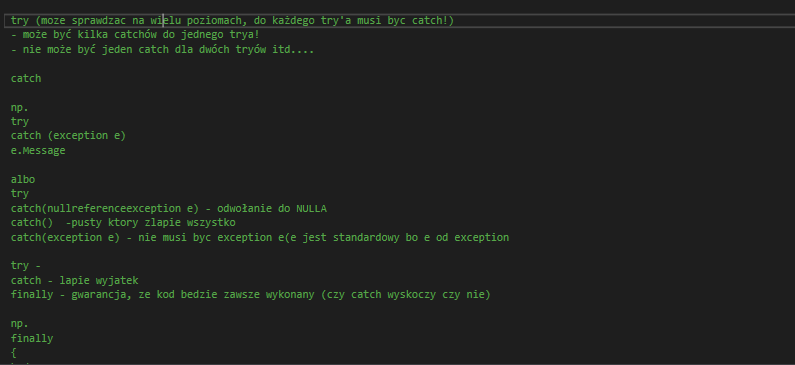 try (moze sprawdzac na wielu poziomach, do każdego try'a musi byc catch!)
- może być kilka catchów do jednego trya!
- nie może być jeden catch dla dwóch tryów itd....
catch
np.
try
catch (exception e)
e.Message
albo
try
catch(nullreferenceexception e) - odwołanie do NULLA
catch()  -pusty ktory zlapie wszystko
catch(exception e) - nie musi byc exception e(e jest standardowy bo e od exception
try -
catch - lapie wyjatek
finally - gwarancja, ze kod bedzie zawsze wykonany (czy catch wyskoczy czy nie)
np.
finally
{